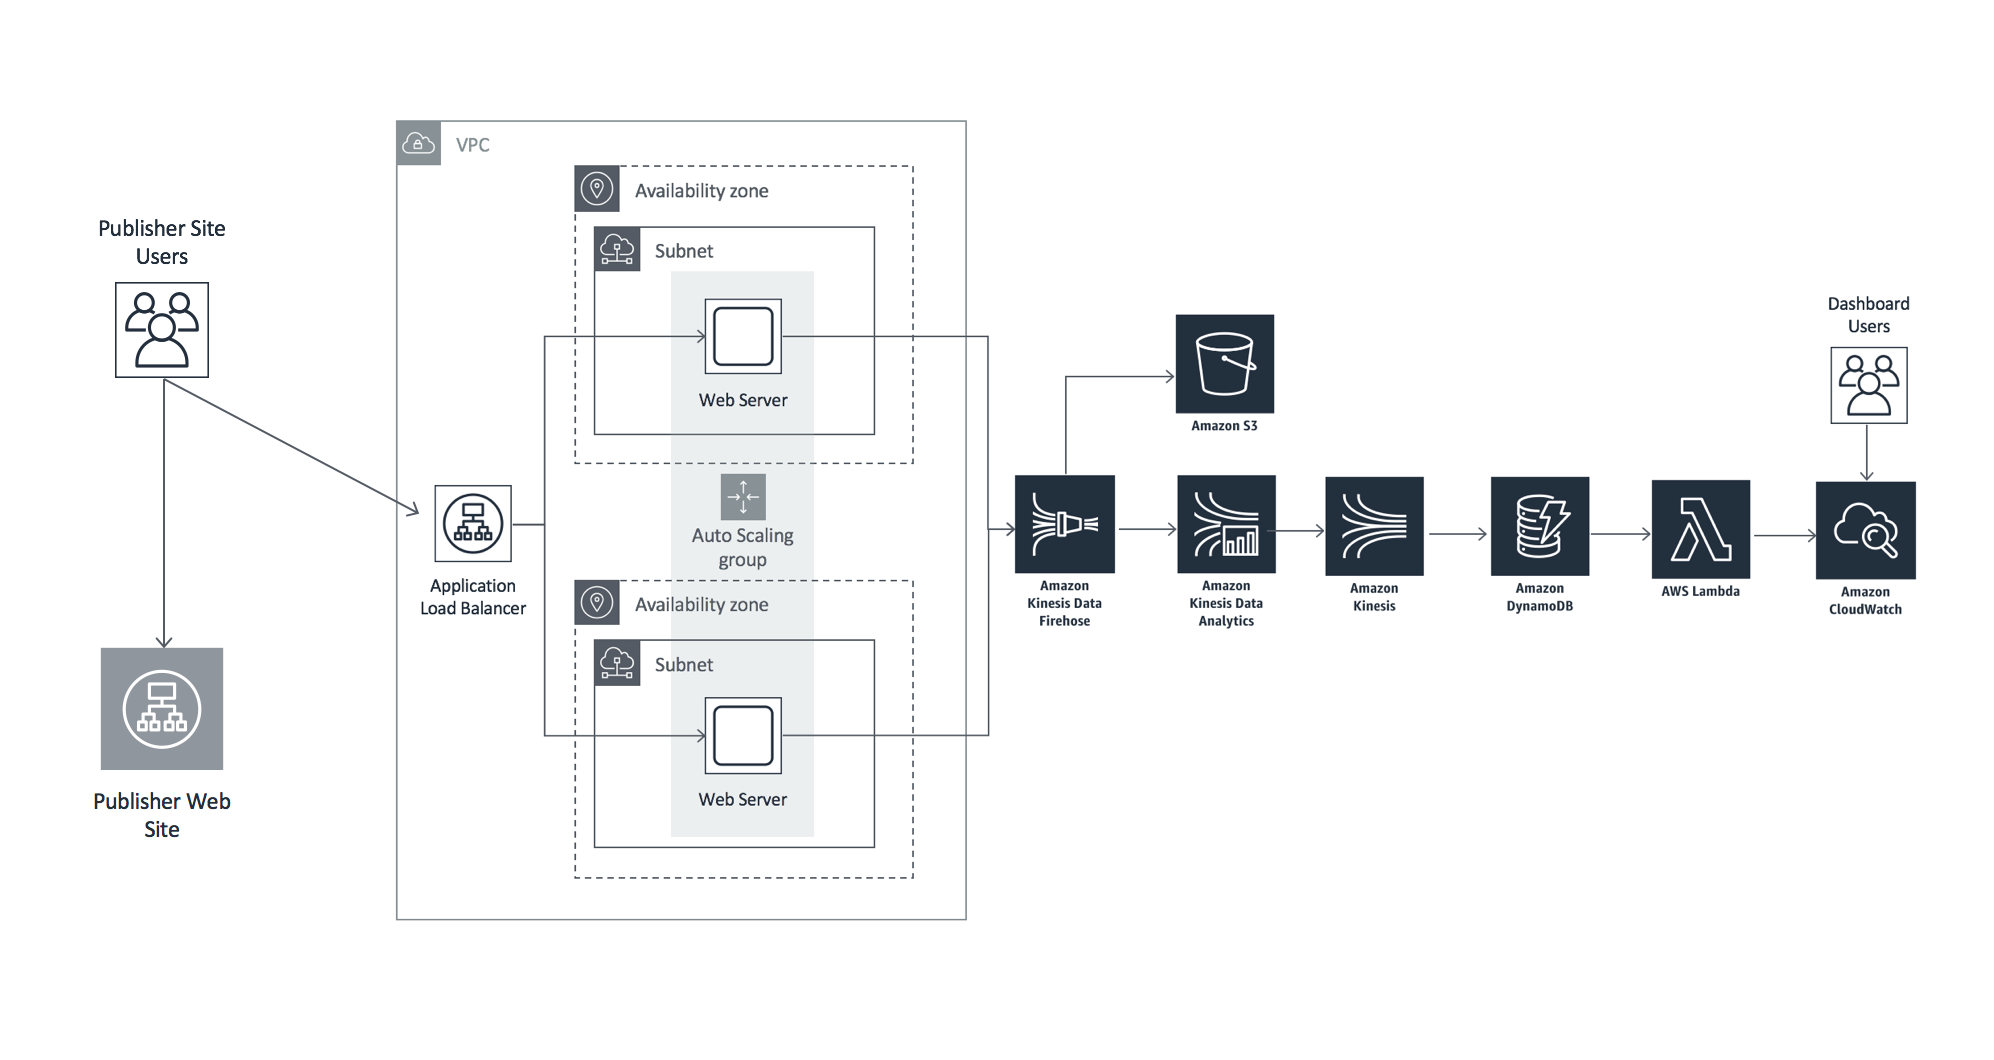 VPC
Availability zone
Publisher Site
Users
Subnet
Dashboard
Users
Web Server
Amazon S3
Auto Scaling
group
Application
Load Balancer
Amazon
Kinesis Data
Firehose
Amazon
Kinesis Data
Analytics
Amazon
Kinesis
Amazon
DynamoDB
AWS Lambda
Amazon
CloudWatch
Availability zone
Subnet
Web Server
Publisher Web
Site